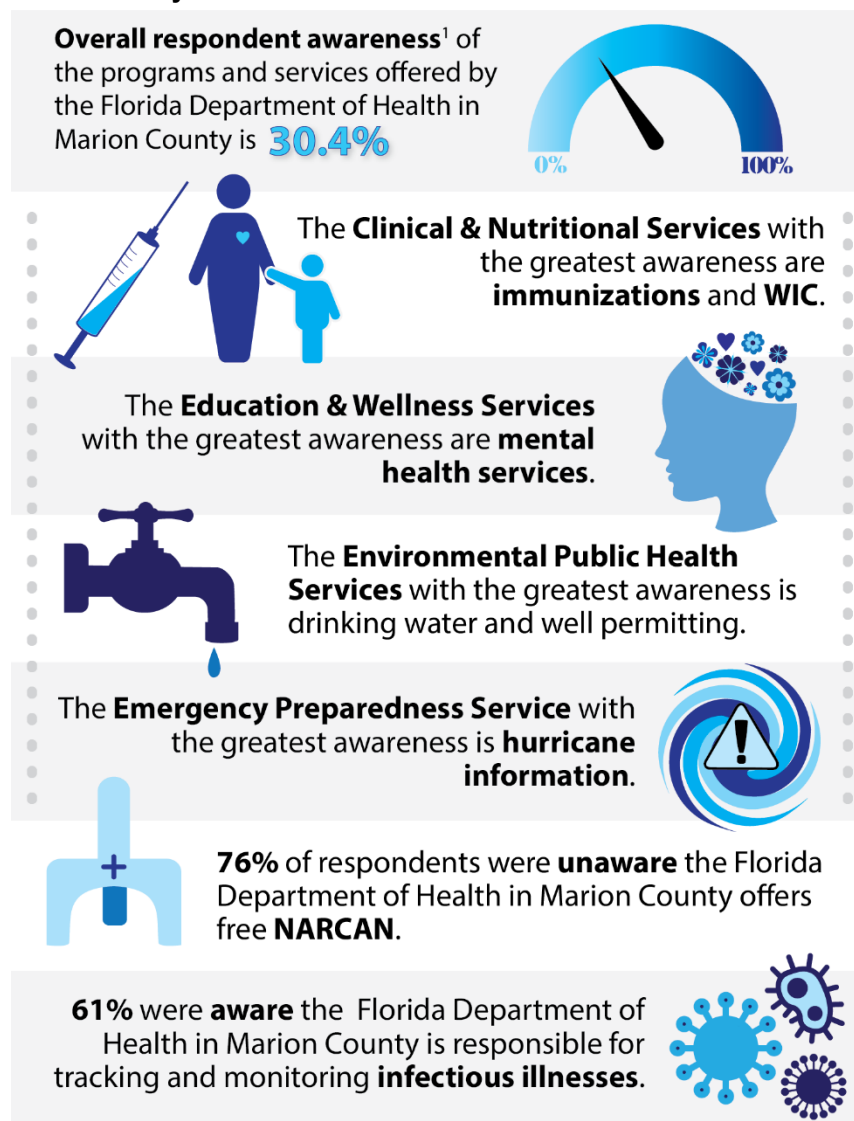 Overall respondent awareness¹ of
the programs and services offered by
the Florida Department of Health in
Marion County is 30.4%
0%
100%
The Clinical & Nutritional Services with
the greatest awareness are
immunizations and WIC.
The Education & Wellness Services
with the greatest awareness are mental
health services.
The Environmental Public Health
Services with the greatest awareness is
drinking water and well permitting.
The Emergency Preparedness Service with
the greatest awareness is hurricane
information.
76% of respondents were unaware the Florida
Department of Health in Marion County offers
free NARCAN.
61% were aware the Florida Department of
Health in Marion County is responsible for
tracking and monitoring infectious illnesses.